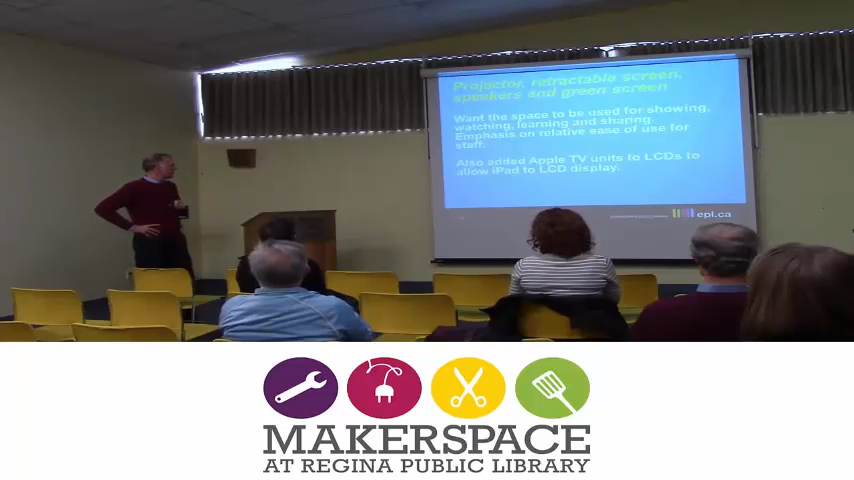 Projector, retractable screen,
speakers and green screen
Want the space to be used for showing,
watching, learning and sharing.
Emphasis on relative ease of use for
staff.
Also added Apple TV units to LCDs to
allow iPad to LCD display.
epl.ca
MAKERSPACE
AT REGINA PUBLIC LIBRARY